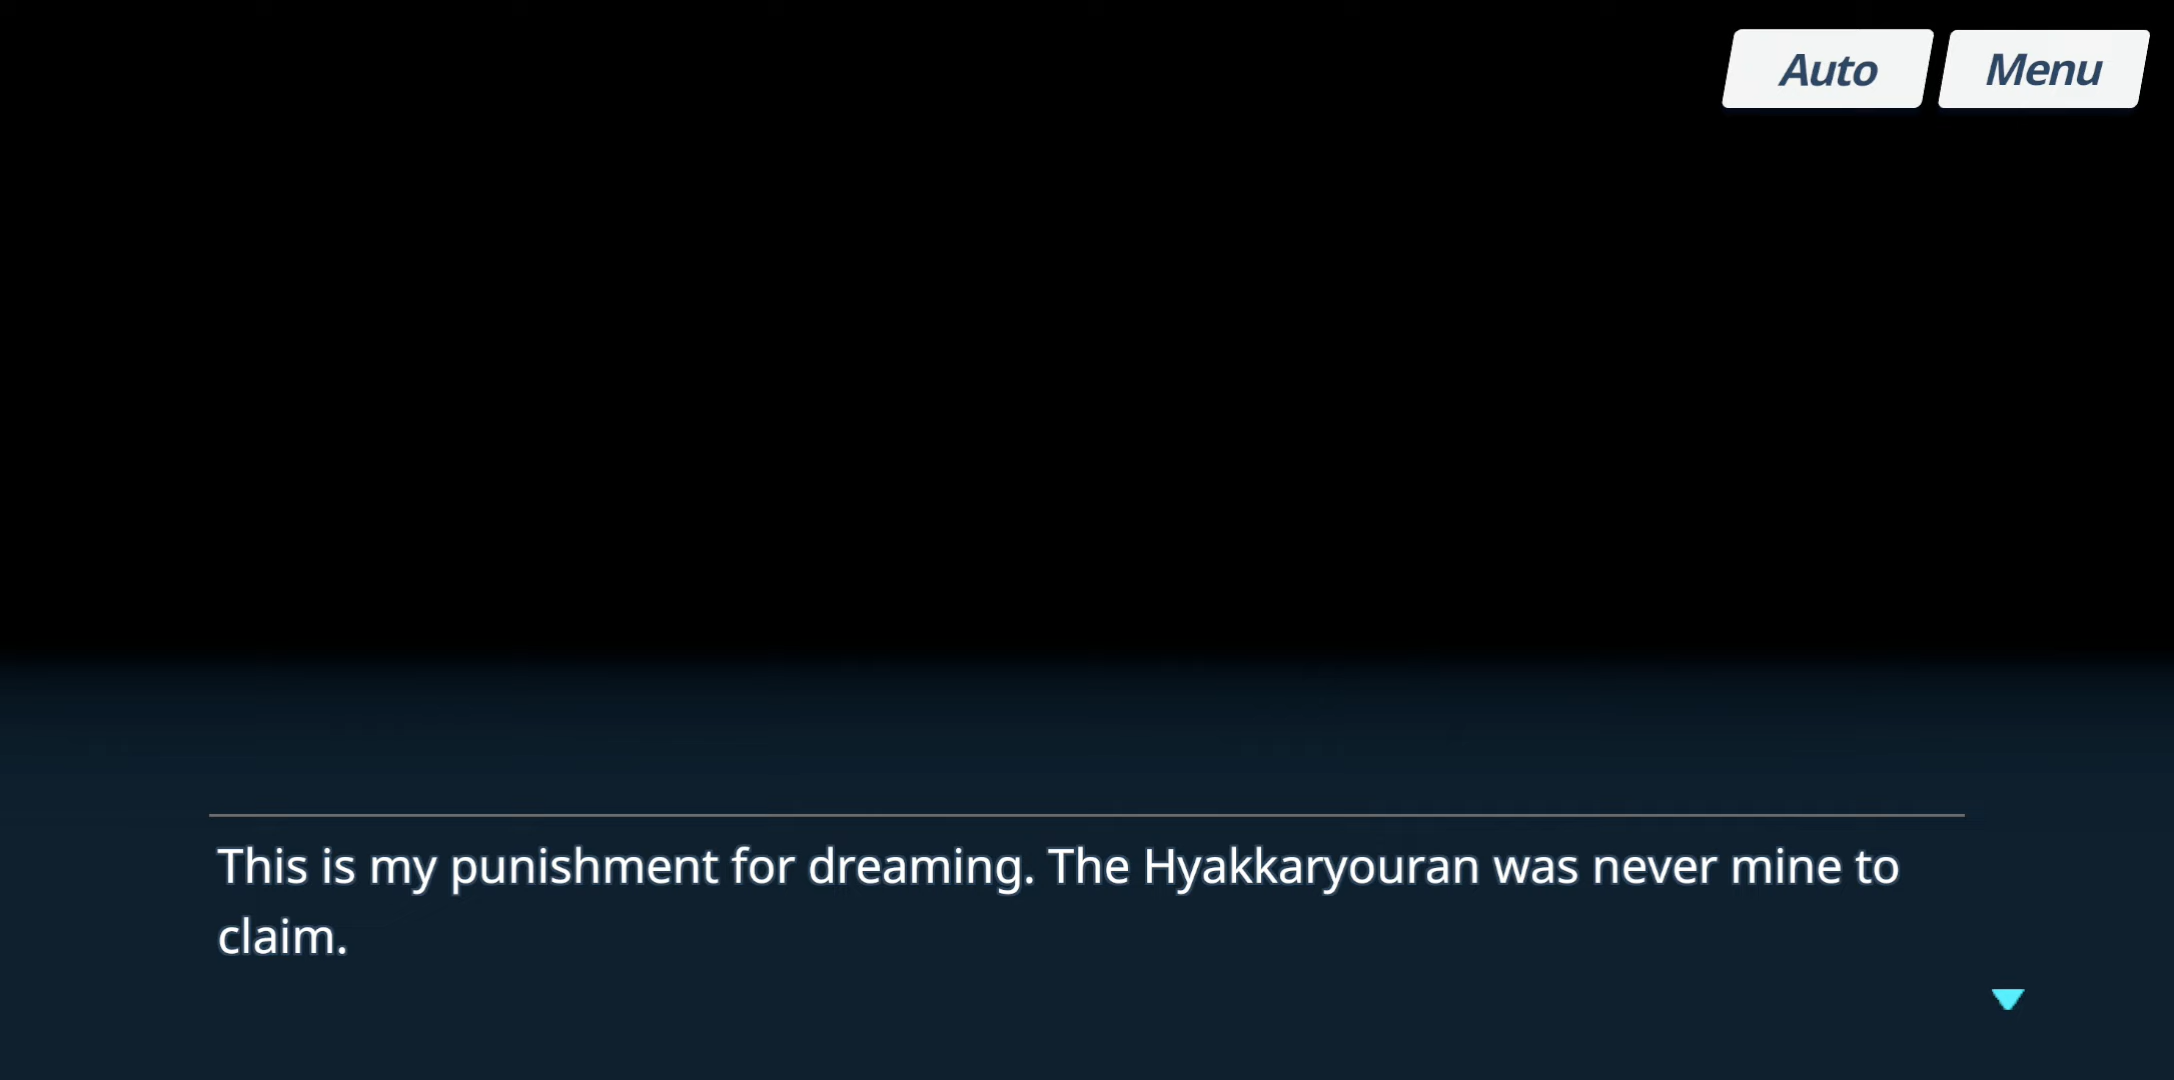 Auto Menu
This is my punishment for dreaming. The Hyakkaryouran was never mine to
claim.